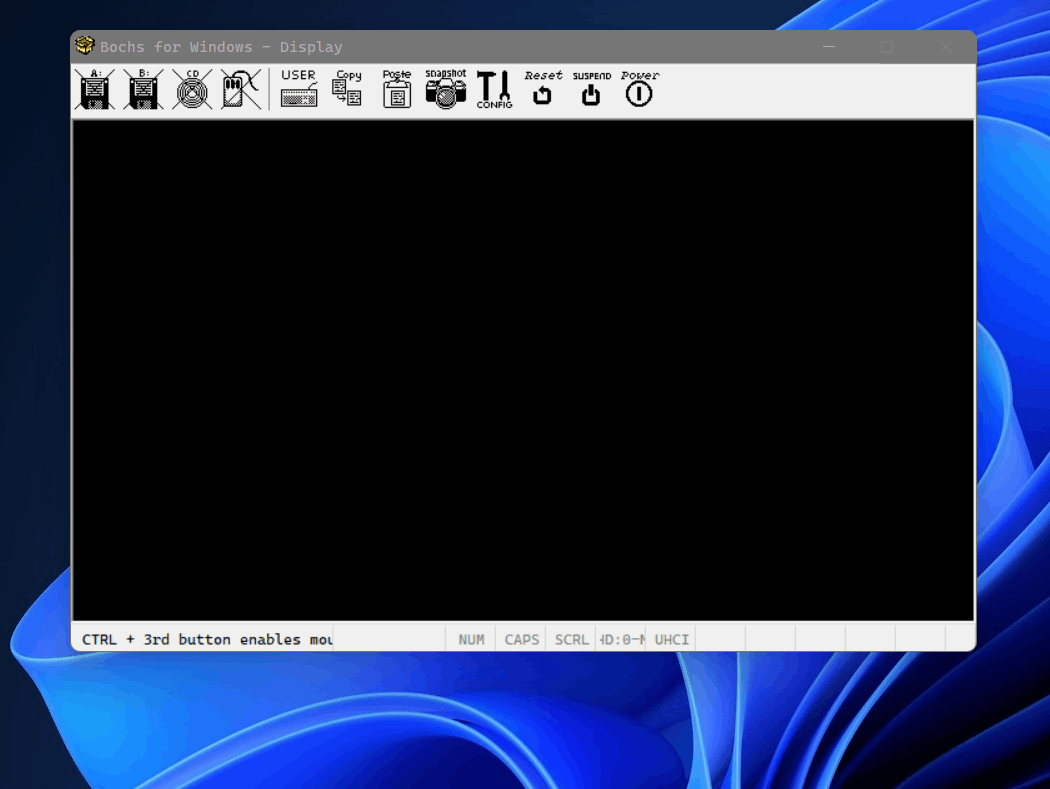 Bochs for Windows - Display
A: B: CD USER Copy Paste snapshot CONFIG Reset SUSPEND Power
CTRL + 3rd button enables mou NUM CAPS SCRL HD:0-M UHCI